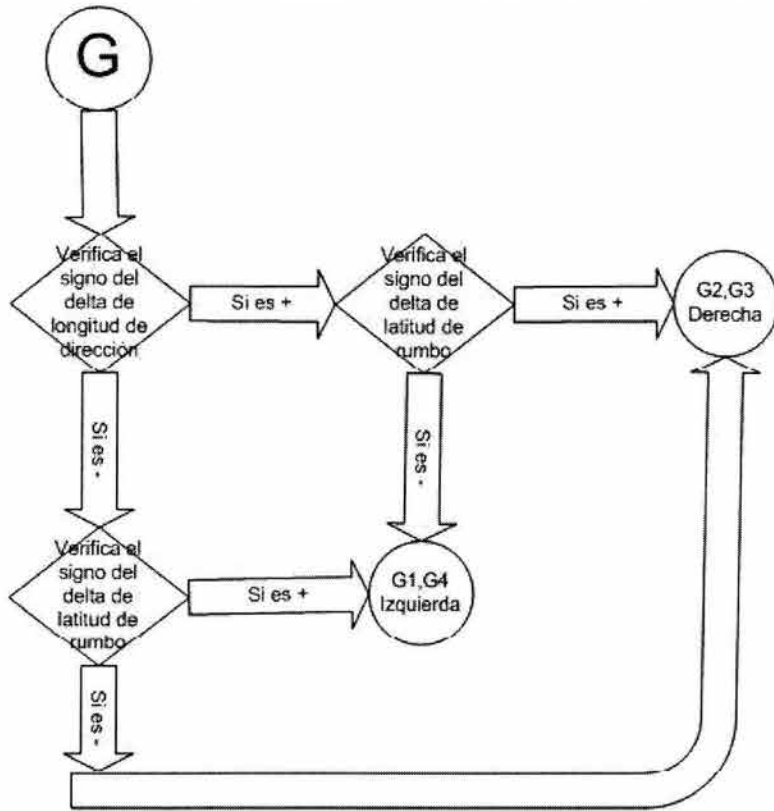 G
Verifica el
signo del
delta de
longitud de
dirección
Si es +
Verifica el
signo del
delta de
latitud de
rumbo
Si es +
G2,G3
Derecha
Si es -
Si es -
Verifica el
signo del
delta de
latitud de
rumbo
Si es +
G1,G4
Izquierda
Si es -